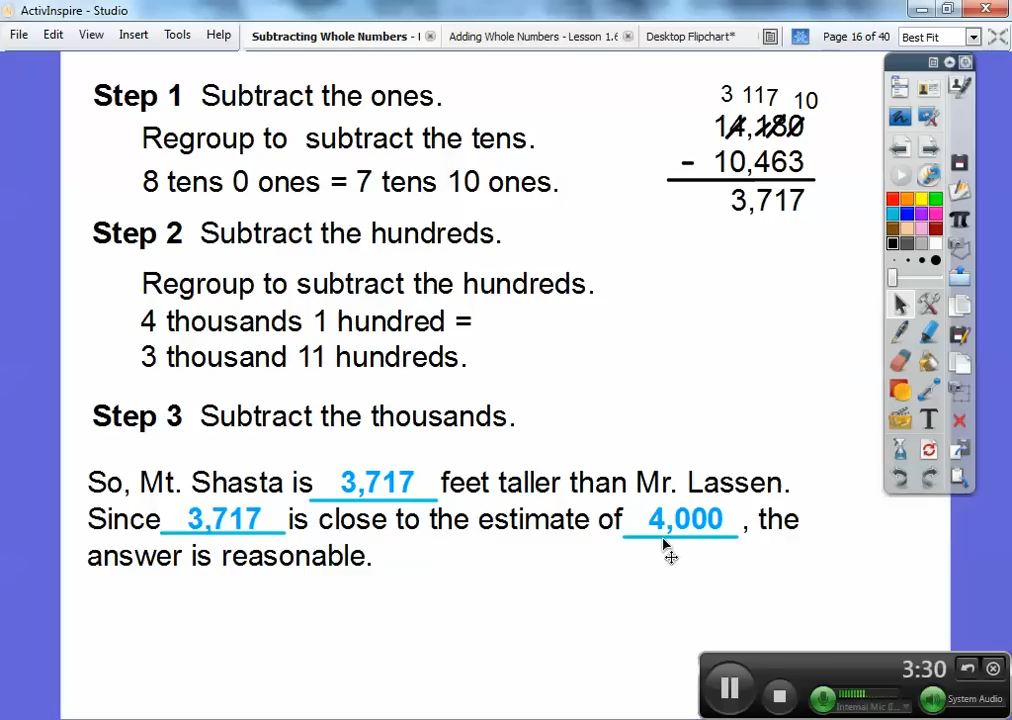 ActivInspire - Studio
File Edit View Insert Tools Help
Subtracting Whole Numbers - I
Adding Whole Numbers - Lesson 1.6
Desktop Flipchart*
Page 16 of 40
Best Fit
Step 1 Subtract the ones.
Regroup to subtract the tens.
8 tens 0 ones = 7 tens 10 ones.
3 11 7 10
14,180
- 10,463
3,717
Step 2 Subtract the hundreds.
Regroup to subtract the hundreds.
4 thousands 1 hundred =
3 thousand 11 hundreds.
Step 3 Subtract the thousands.
So, Mt. Shasta is 3,717 feet taller than Mr. Lassen.
Since 3,717 is close to the estimate of 4,000 , the
answer is reasonable.
3:30
Internal Mic (I...
System Audio